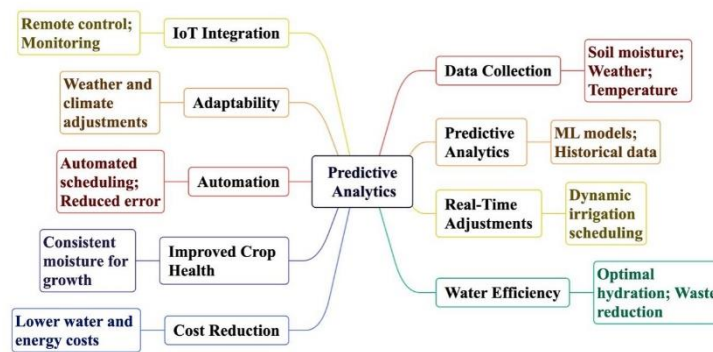 Remote control;
Monitoring
IoT Integration
Weather and
climate
adjustments
Adaptability
Automated
scheduling;
Reduced error
Automation
Consistent
moisture for
growth
Improved Crop
Health
Lower water and
energy costs
Cost Reduction
Predictive
Analytics
Data Collection
Soil moisture;
Weather;
Temperature
Predictive
Analytics
ML models;
Historical data
Real-Time
Adjustments
Dynamic
irrigation
scheduling
Water Efficiency
Optimal
hydration; Waste
reduction